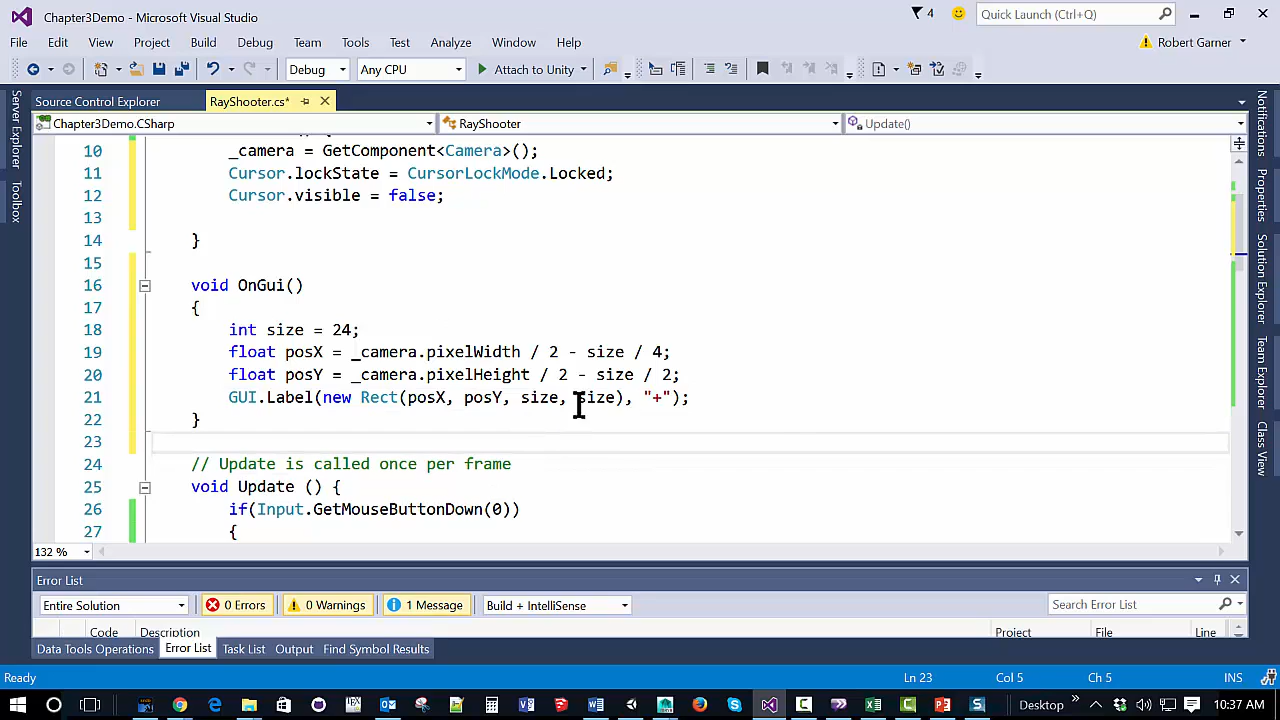 Chapter3Demo - Microsoft Visual Studio
4
Quick Launch (Ctrl+Q)
File Edit View Project Build Debug Team Tools Test Analyze Window Help
Robert Garner
Debug
Any CPU
Attach to Unity
Source Control Explorer
RayShooter.cs*
Chapter3Demo.CSharp
RayShooter
Update()
10 _camera = GetComponent<Camera>();
11 Cursor.lockState = CursorLockMode.Locked;
12 Cursor.visible = false;
13
14 }
15
16 void OnGui()
17 {
18 int size = 24;
19 float posX = _camera.pixelWidth / 2 - size / 4;
20 float posY = _camera.pixelHeight / 2 - size / 2;
21 GUI.Label(new Rect(posX, posY, size, size), "+");
22 }
23
24 // Update is called once per frame
25 void Update () {
26 if(Input.GetMouseButtonDown(0))
27 {
132 %
Server Explorer
Toolbox
Notifications
Properties
Solution Explorer
Team Explorer
Class View
Error List
Entire Solution
0 Errors
0 Warnings
1 Message
Build + IntelliSense
Search Error List
Code Description Project File Line
Data Tools Operations Error List Task List Output Find Symbol Results
Ready
Ln 23 Col 5 Ch 5 INS
Desktop
10:37 AM